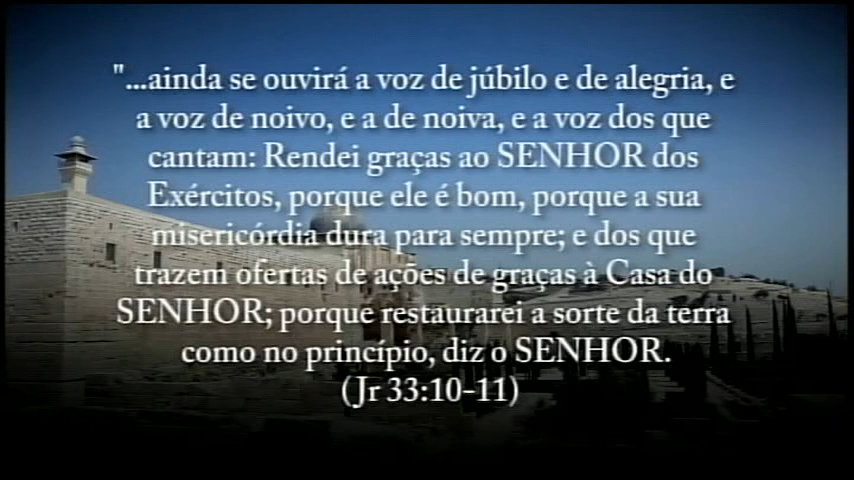 "...ainda se ouvirá a voz de júbilo e de alegria, e
a voz de noivo, e a de noiva, e a voz dos que
cantam: Rendei graças ao SENHOR dos
Exércitos, porque ele é bom, porque a sua
misericórdia dura para sempre; e dos que
trazem ofertas de ações de graças à Casa do
SENHOR; porque restaurarei a sorte da terra
como no princípio, diz o SENHOR.
(Jr 33:10-11)